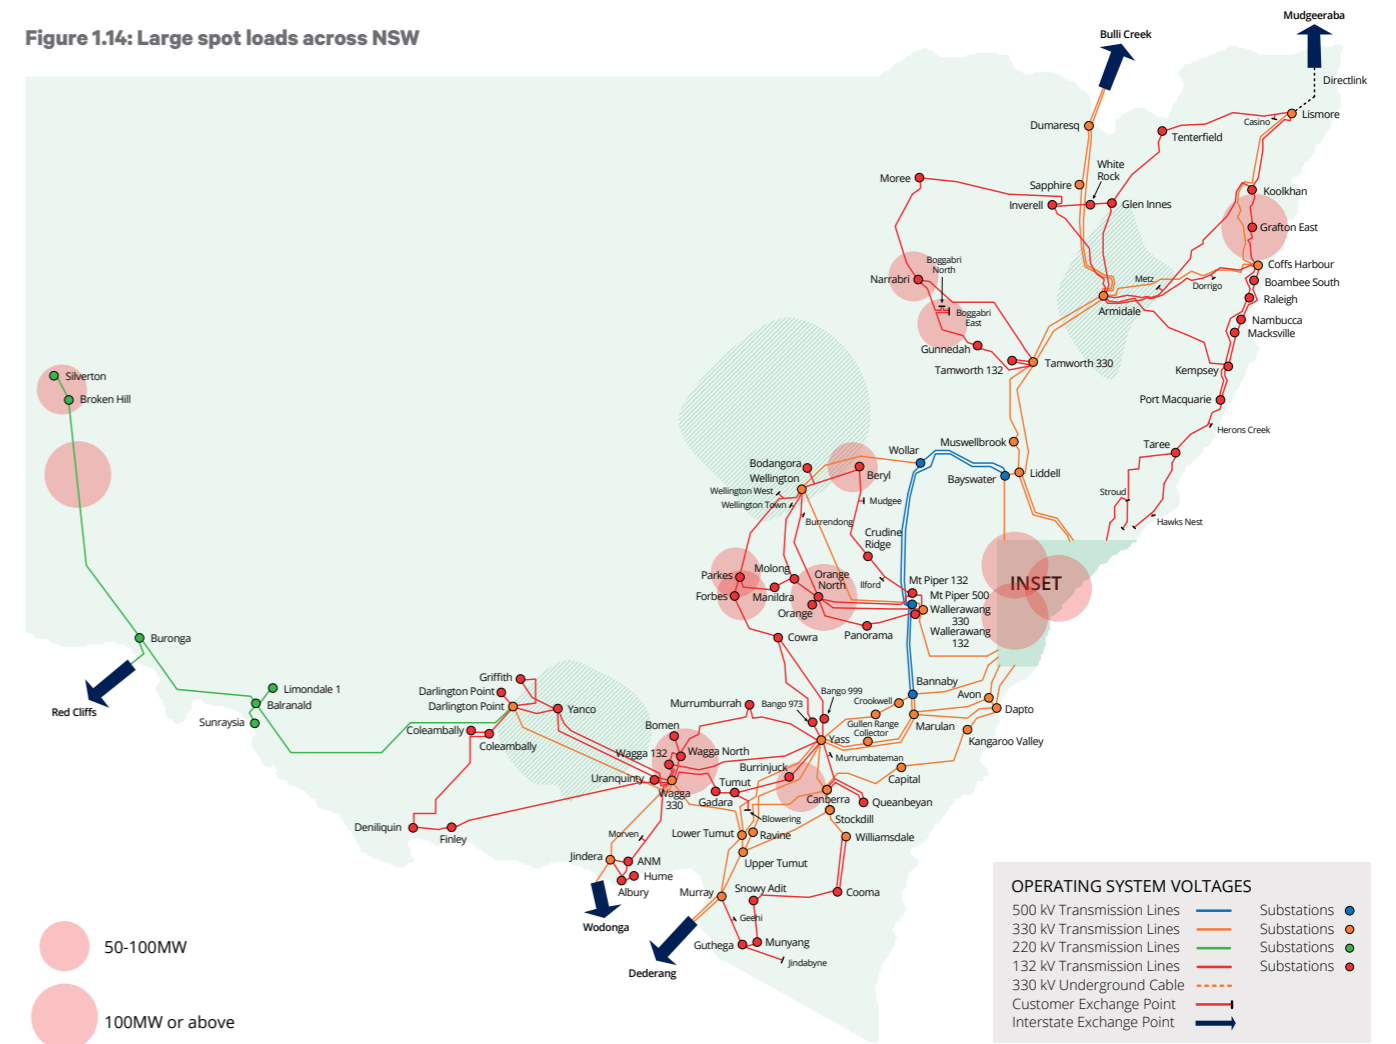 Figure 1.14: Large spot loads across NSW
Mudgeeraba
Bulli Creek
Directlink
Dumaresq
Casino
Lismore
Tenterfield
White
Rock
Moree
Sapphire
Koolkhan
Inverell
Glen Innes
Grafton East
Boggabri
North
Narrabri
Metz
Coffs Harbour
Dorrigo
Boambee South
Raleigh
Boggabri
East
Armidale
Nambucca
Macksville
Gunnedah
Tamworth 132
Tamworth 330
Kempsey
Silverton
Broken Hill
Port Macquarie
Herons Creek
Muswellbrook
Taree
Wollar
Bodangora
Wellington
Beryl
Bayswater
Liddell
Wellington West
Wellington Town
Mudgee
Stroud
Burrendong
Hawks Nest
Crudine
Ridge
Parkes
Molong
Orange
North
Ilford
Mt Piper 132
INSET
Forbes
Manildra
Mt Piper 500
Orange
Wallerawang
330
Wallerawang
132
Panorama
Cowra
Buronga
Red Cliffs
Limondale 1
Balranald
Sunraysia
Griffith
Darlington Point
Darlington Point
Yanco
Coleambally
Coleambally
Murrumburrah
Bango 973
Bango 999
Crookwell
Bannaby
Avon
Dapto
Gullen Range
Collector
Marulan
Kangaroo Valley
Bomen
Wagga 132
Wagga North
Yass
Murrumbateman
Burrinjuck
Capital
Uranquinty
Wagga
330
Tumut
Gadara
Canberra
Queanbeyan
Deniliquin
Finley
Blowering
Stockdill
Morven
Lower Tumut
Ravine
Williamsdale
Jindera
ANM
Upper Tumut
Hume
Albury
Murray
Snowy Adit
Cooma
Wodonga
Geehi
Guthega
Munyang
Jindabyne
Dederang
50-100MW
100MW or above
OPERATING SYSTEM VOLTAGES
500 kV Transmission Lines Substations
330 kV Transmission Lines Substations
220 kV Transmission Lines Substations
132 kV Transmission Lines Substations
330 kV Underground Cable
Customer Exchange Point
Interstate Exchange Point